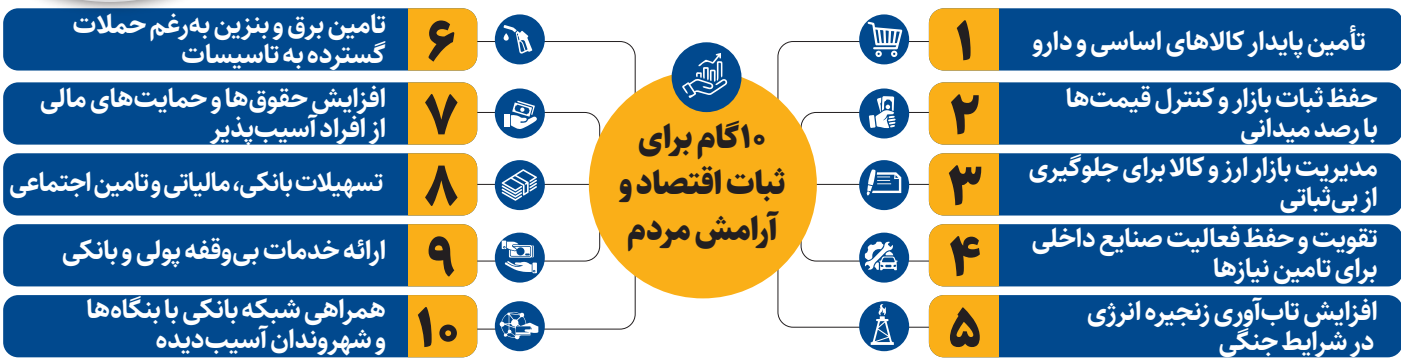 ۱۰گام برای
ثبات اقتصاد و
آرامش مردم
۱
تأمین پایدار کالاهای اساسی و دارو
۲
حفظ ثبات بازار و کنترل قیمت‌ها
با رصد میدانی
۳
مدیریت بازار ارز و کالا برای جلوگیری
از بی‌ثباتی
۴
تقویت و حفظ فعالیت صنایع داخلی
برای تامین نیازها
۵
افزایش تاب‌آوری زنجیره انرژی
در شرایط جنگی
۶
تامین برق و بنزین به‌رغم حملات
گسترده به تاسیسات
۷
افزایش حقوق‌ها و حمایت‌های مالی
از افراد آسیب‌پذیر
۸
تسهیلات بانکی، مالیاتی و تامین اجتماعی
۹
ارائه خدمات بی‌وقفه پولی و بانکی
۱۰
همراهی شبکه بانکی با بنگاه‌ها
و شهروندان آسیب‌دیده